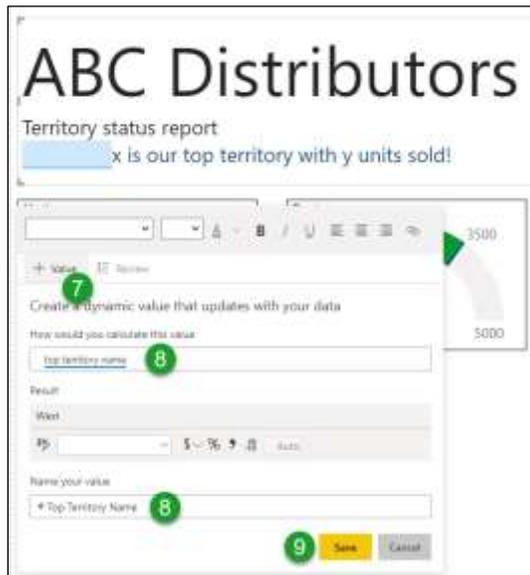 ABC Distributors
Territory status report
x is our top territory with y units sold!
3500
5000
A B I U
+ Value Review
7
Create a dynamic value that updates with your data
How would you calculate this value
top territory name 8
Result
West
$ % Auto
Name your value
# Top Territory Name 8
9 Save Cancel